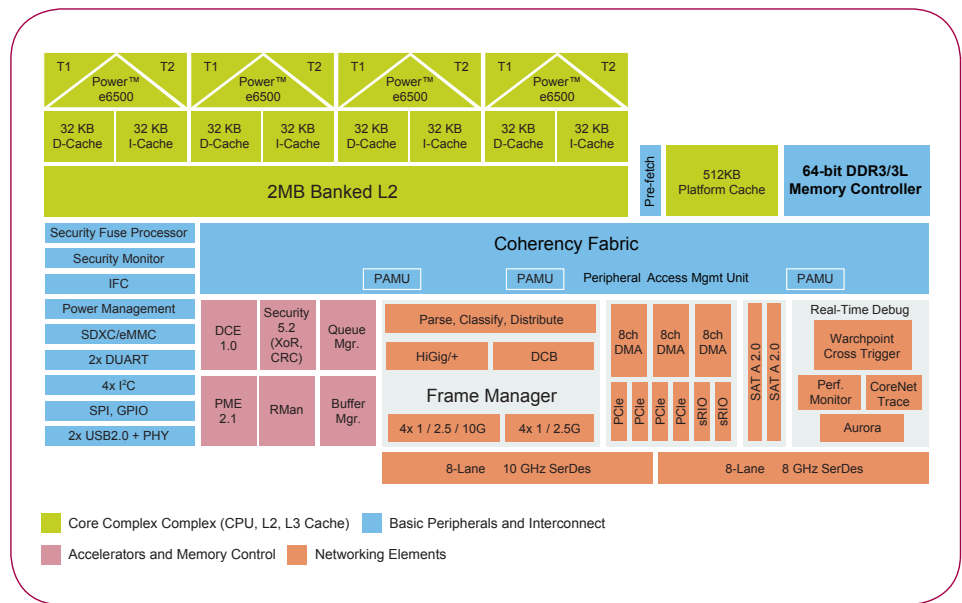 T1 T2
Power™
e6500
T1 T2
Power™
e6500
T1 T2
Power™
e6500
T1 T2
Power™
e6500
32 KB
D-Cache
32 KB
I-Cache
32 KB
D-Cache
32 KB
I-Cache
32 KB
D-Cache
32 KB
I-Cache
32 KB
D-Cache
32 KB
I-Cache
2MB Banked L2
Pre-fetch
512KB
Platform Cache
64-bit DDR3/3L
Memory Controller
Security Fuse Processor
Security Monitor
IFC
Power Management
SDXC/eMMC
2x DUART
4x I²C
SPI, GPIO
2x USB2.0 + PHY
Coherency Fabric
PAMU
PAMU
Peripheral Access Mgmt Unit
PAMU
DCE
1.0
Security
5.2
(XoR,
CRC)
Queue
Mgr.
PME
2.1
RMan
Buffer
Mgr.
Parse, Classify, Distribute
HiGig/+
DCB
Frame Manager
4x 1 / 2.5 / 10G
4x 1 / 2.5G
8ch
DMA
8ch
DMA
8ch
DMA
PCIe
PCIe
PCIe
PCIe
sRIO
sRIO
SAT A 2.0
SAT A 2.0
Real-Time Debug
Warchpoint
Cross Trigger
Perf.
Monitor
CoreNet
Trace
Aurora
8-Lane 10 GHz SerDes
8-Lane 8 GHz SerDes
Core Complex Complex (CPU, L2, L3 Cache)
Basic Peripherals and Interconnect
Accelerators and Memory Control
Networking Elements